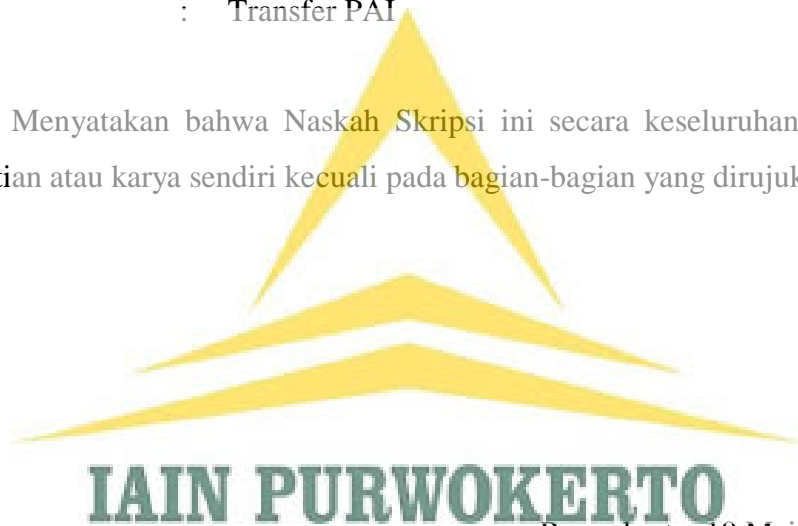 : Transfer PAI
Menyatakan bahwa Naskah Skripsi ini secara keseluruhan
atau karya sendiri kecuali pada bagian-bagian yang dirujuk
IAIN PURWOKERTO